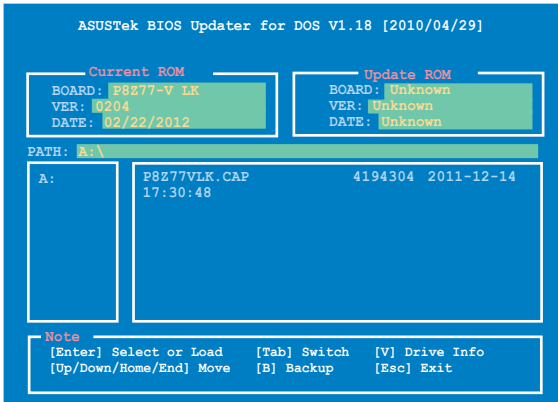 ASUSTek BIOS Updater for DOS V1.18 [2010/04/29]
Current ROM
BOARD: P8Z77-V LK
VER: 0204
DATE: 02/22/2012
Update ROM
BOARD: Unknown
VER: Unknown
DATE: Unknown
PATH: A:\
A:
P8Z77VLK.CAP 4194304 2011-12-14
17:30:48
Note
[Enter] Select or Load [Tab] Switch [V] Drive Info
[Up/Down/Home/End] Move [B] Backup [Esc] Exit